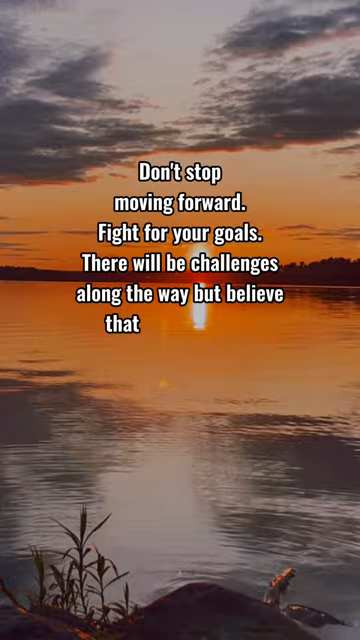 Don't stop
moving forward.
Fight for your goals.
There will be challenges
along the way but believe
that